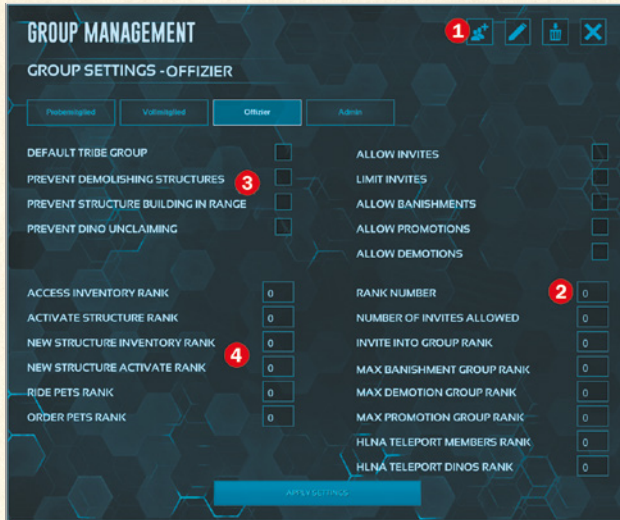 GROUP MANAGEMENT
1
GROUP SETTINGS -OFFIZIER
Probemitglied Vollmitglied Offizier Admin
DEFAULT TRIBE GROUP
PREVENT DEMOLISHING STRUCTURES
3
PREVENT STRUCTURE BUILDING IN RANGE
PREVENT DINO UNCLAIMING
ALLOW INVITES
LIMIT INVITES
ALLOW BANISHMENTS
ALLOW PROMOTIONS
ALLOW DEMOTIONS
ACCESS INVENTORY RANK 0
ACTIVATE STRUCTURE RANK 0
NEW STRUCTURE INVENTORY RANK 0
4
NEW STRUCTURE ACTIVATE RANK 0
RIDE PETS RANK 0
ORDER PETS RANK 0
RANK NUMBER 2 0
NUMBER OF INVITES ALLOWED 0
INVITE INTO GROUP RANK 0
MAX BANISHMENT GROUP RANK 0
MAX DEMOTION GROUP RANK 0
MAX PROMOTION GROUP RANK 0
HLNA TELEPORT MEMBERS RANK 0
HLNA TELEPORT DINOS RANK 0
APPLY SETTINGS